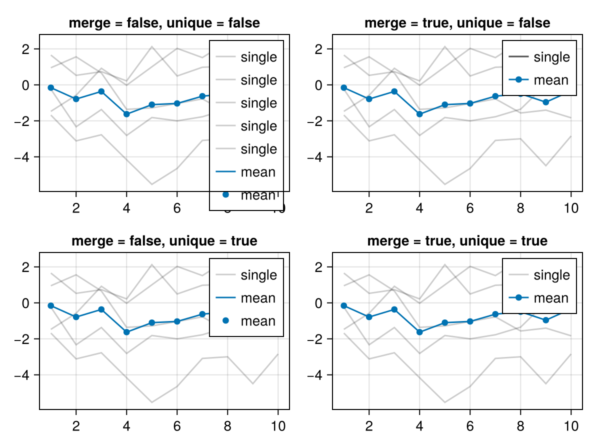 merge = false, unique = false
2
0
−2
−4
2
4
6
8
10
single
single
single
single
single
mean
mean
merge = true, unique = false
2
0
−2
−4
2
4
6
8
10
single
mean
merge = false, unique = true
2
0
−2
−4
2
4
6
8
10
single
mean
mean
merge = true, unique = true
2
0
−2
−4
2
4
6
8
10
single
mean